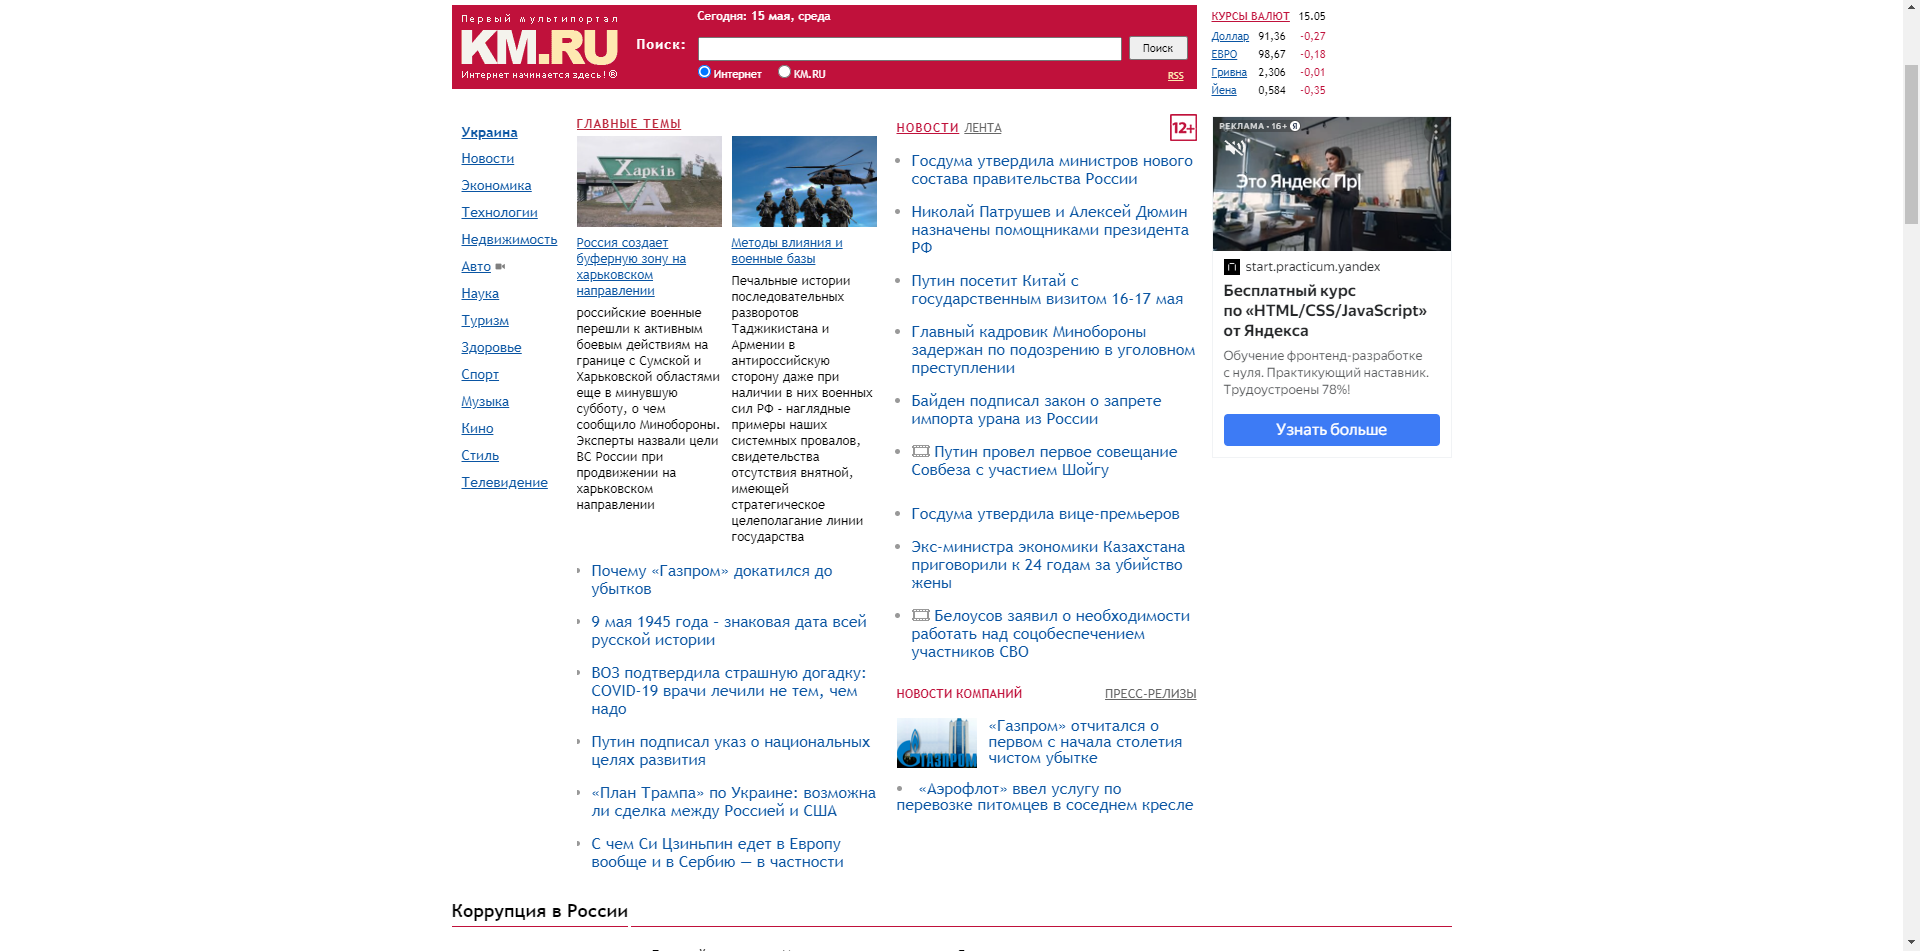 Первый мультипортал
KM.RU
Интернет начинается здесь!®
Сегодня: 15 мая, среда
Поиск:
Поиск
Интернет
KM.RU
RSS
КУРСЫ ВАЛЮТ 15.05
Доллар 91,36 -0,27
ЕВРО 98,67 -0,18
Гривна 2,306 -0,01
Йена 0,584 -0,35
Украина
Новости
Экономика
Технологии
Недвижимость
Авто
Наука
Туризм
Здоровье
Спорт
Музыка
Кино
Стиль
Телевидение
ГЛАВНЫЕ ТЕМЫ
Харків
Россия создает
буферную зону на
харьковском
направлении
российские военные
перешли к активным
боевым действиям на
границе с Сумской и
Харьковской областями
еще в минувшую
субботу, о чем
сообщило Минобороны.
Эксперты назвали цели
ВС России при
продвижении на
харьковском
направлении
Методы влияния и
военные базы
Печальные истории
последовательных
разворотов
Таджикистана и
Армении в
антироссийскую
сторону даже при
наличии в них военных
сил РФ - наглядные
примеры наших
системных провалов,
свидетельства
отсутствия внятной,
имеющей
стратегическое
целеполагание линии
государства
Почему «Газпром» докатился до
убытков
9 мая 1945 года – знаковая дата всей
русской истории
ВОЗ подтвердила страшную догадку:
COVID-19 врачи лечили не тем, чем
надо
Путин подписал указ о национальных
целях развития
«План Трампа» по Украине: возможна
ли сделка между Россией и США
С чем Си Цзиньпин едет в Европу
вообще и в Сербию — в частности
НОВОСТИ ЛЕНТА
12+
Госдума утвердила министров нового
состава правительства России
Николай Патрушев и Алексей Дюмин
назначены помощниками президента
РФ
Путин посетит Китай с
государственным визитом 16-17 мая
Главный кадровик Минобороны
задержан по подозрению в уголовном
преступлении
Байден подписал закон о запрете
импорта урана из России
Путин провел первое совещание
Совбеза с участием Шойгу
Госдума утвердила вице-премьеров
Экс-министра экономики Казахстана
приговорили к 24 годам за убийство
жены
Белоусов заявил о необходимости
работать над соцобеспечением
участников СВО
НОВОСТИ КОМПАНИЙ ПРЕСС-РЕЛИЗЫ
ГАЗПРОМ
«Газпром» отчитался о
первом с начала столетия
чистом убытке
«Аэрофлот» ввел услугу по
перевозке питомцев в соседнем кресле
РЕКЛАМА • 16+ Я
Это Яндекс Пр
start.practicum.yandex
Бесплатный курс
по «HTML/CSS/JavaScript»
от Яндекса
Обучение фронтенд-разработке
с нуля. Практикующий наставник.
Трудоустроены 78%!
Узнать больше
Коррупция в России